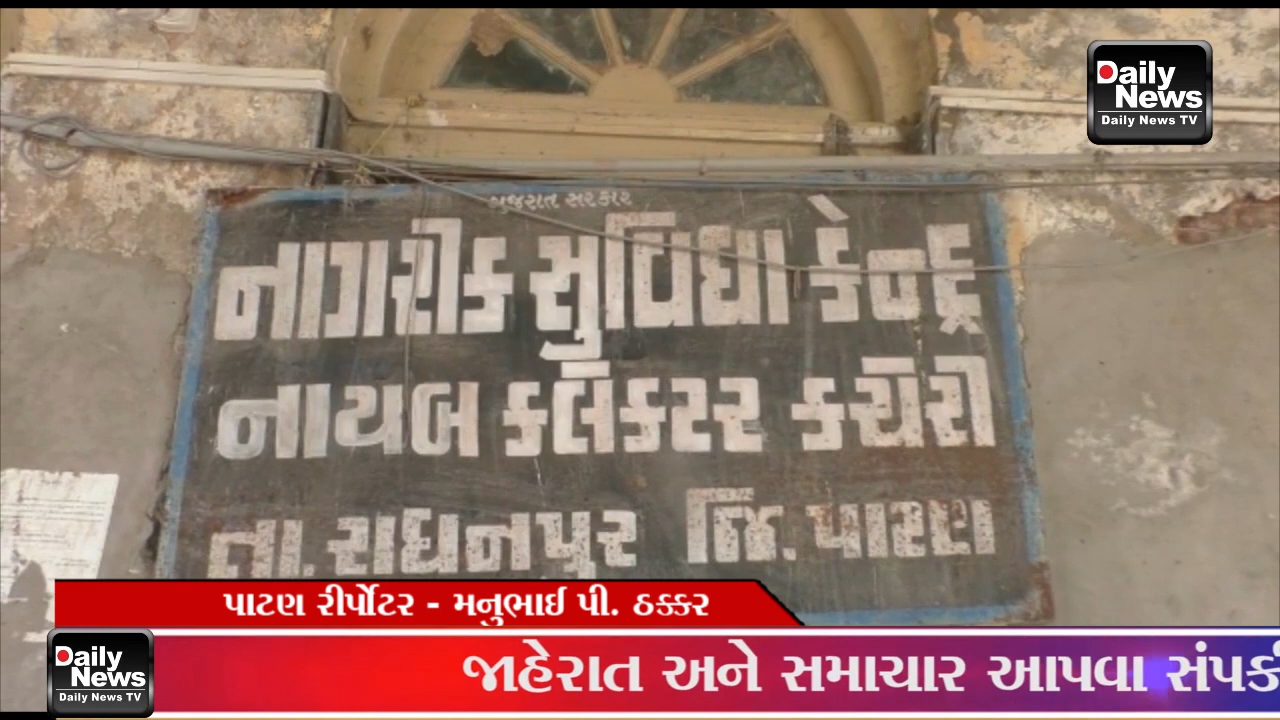 Daily
News
Daily News TV
ગુજરાત સરકાર
નાગરીક સુવિધા કેન્દ્ર
નાયબ કલેકટર કચેરી
તા. રાધનપુર જિ. પાટણ
પાટણ રીર્પોટર - મનુભાઈ પી. ઠક્કર
Daily
News
Daily News TV
જાહેરાત અને સમાચાર આપવા સંપર્ક